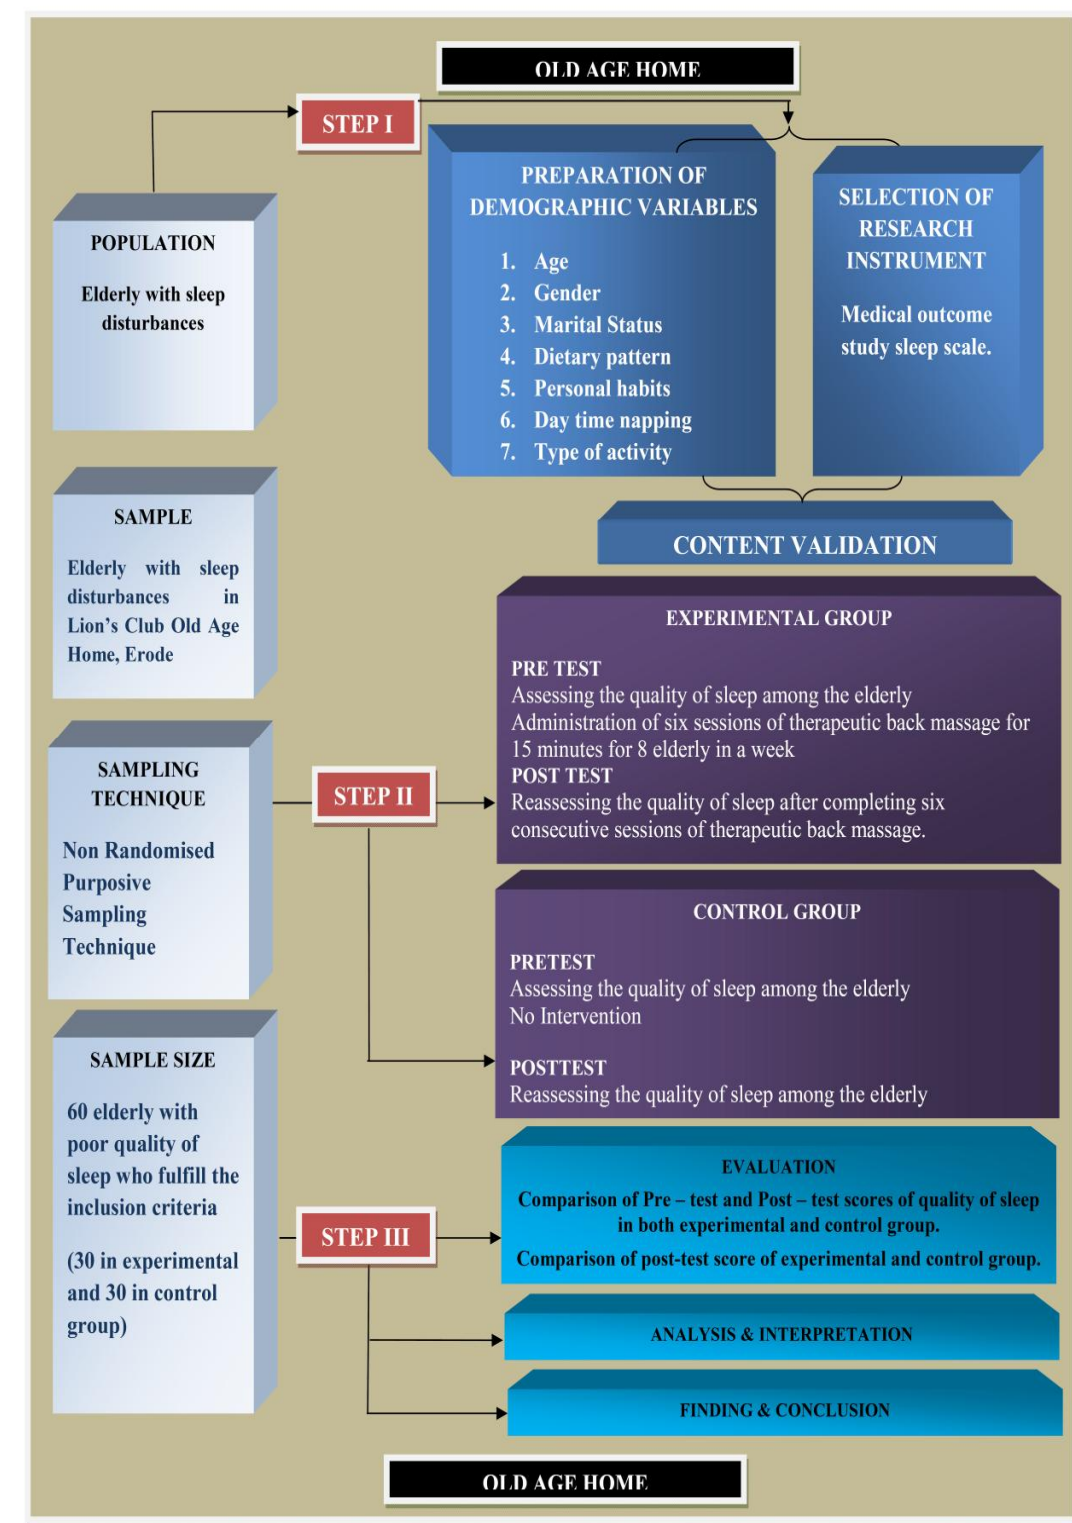 OLD AGE HOME
STEP I
POPULATION
Elderly with sleep
disturbances
PREPARATION OF
DEMOGRAPHIC VARIABLES
1. Age
2. Gender
3. Marital Status
4. Dietary pattern
5. Personal habits
6. Day time napping
7. Type of activity
SELECTION OF
RESEARCH
INSTRUMENT
Medical outcome
study sleep scale.
CONTENT VALIDATION
SAMPLE
Elderly with sleep
disturbances in
Lion's Club Old Age
Home, Erode
SAMPLING
TECHNIQUE
Non Randomised
Purposive
Sampling
Technique
STEP II
EXPERIMENTAL GROUP
PRE TEST
Assessing the quality of sleep among the elderly
Administration of six sessions of therapeutic back massage for
15 minutes for 8 elderly in a week
POST TEST
Reassessing the quality of sleep after completing six
consecutive sessions of therapeutic back massage.
CONTROL GROUP
PRETEST
Assessing the quality of sleep among the elderly
No Intervention
POSTTEST
Reassessing the quality of sleep among the elderly
SAMPLE SIZE
60 elderly with
poor quality of
sleep who fulfill the
inclusion criteria
(30 in experimental
and 30 in control
group)
STEP III
EVALUATION
Comparison of Pre – test and Post – test scores of quality of sleep
in both experimental and control group.
Comparison of post-test score of experimental and control group.
ANALYSIS & INTERPRETATION
FINDING & CONCLUSION
OLD AGE HOME